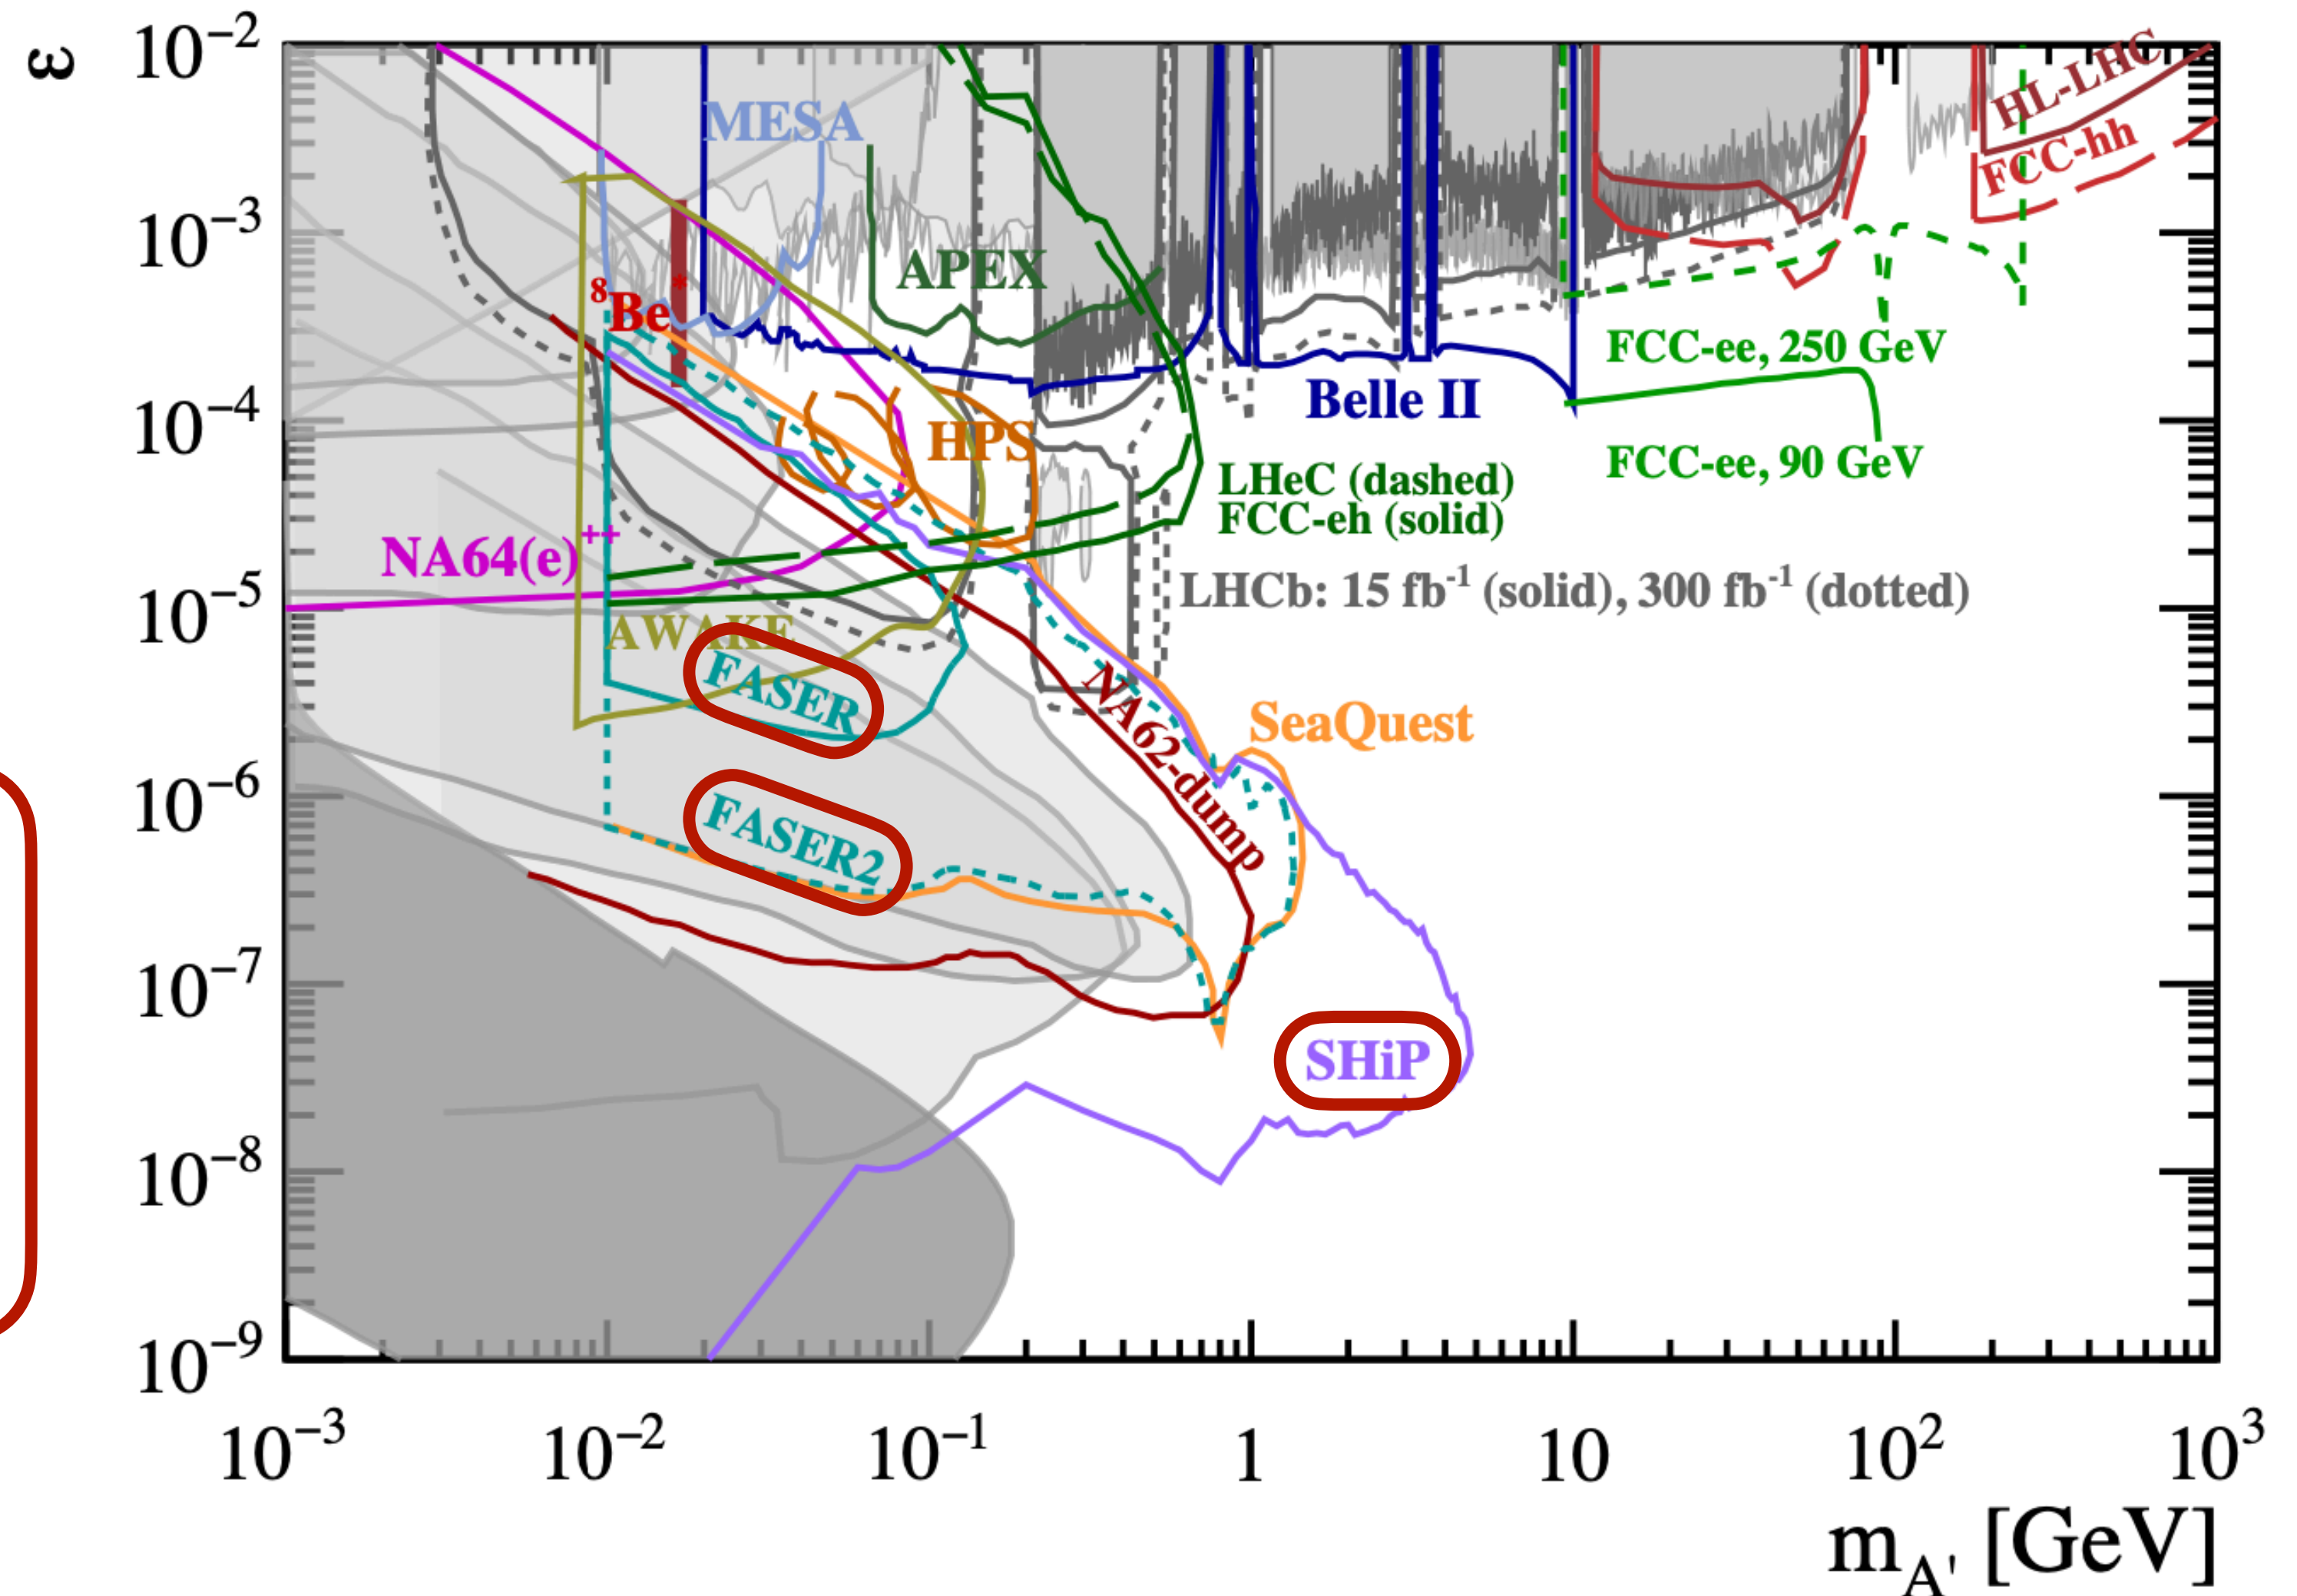 ε
10⁻²
10⁻³
10⁻⁴
10⁻⁵
10⁻⁶
10⁻⁷
10⁻⁸
10⁻⁹
HL-LHC
FCC-hh
MESA
APEX
⁸Be*
FCC-ee, 250 GeV
Belle II
HPS
FCC-ee, 90 GeV
LHeC (dashed)
FCC-eh (solid)
NA64(e)⁺⁺
LHCb: 15 fb⁻¹ (solid), 300 fb⁻¹ (dotted)
AWAKE
FASER
NA62-dump
SeaQuest
FASER2
SHiP
10⁻³ 10⁻² 10⁻¹ 1 10 10² 10³
m_A' [GeV]